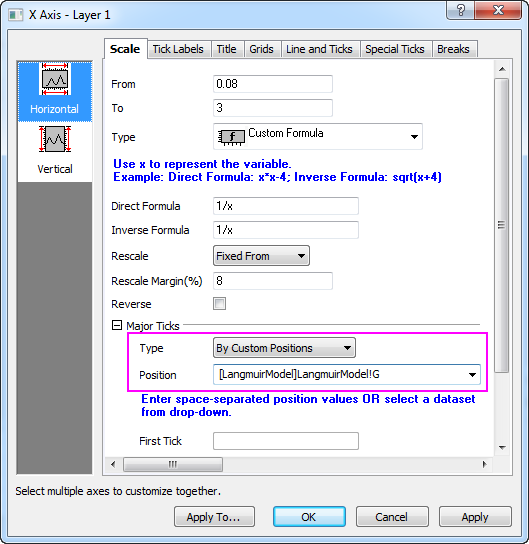 X Axis - Layer 1
?
Scale Tick Labels Title Grids Line and Ticks Special Ticks Breaks
Horizontal
Vertical
From 0.08
To 3
Type f Custom Formula
Use x to represent the variable.
Example: Direct Formula: x*x-4; Inverse Formula: sqrt(x+4)
Direct Formula 1/x
Inverse Formula 1/x
Rescale Fixed From
Rescale Margin(%) 8
Reverse
Major Ticks
Type By Custom Positions
Position [LangmuirModel]LangmuirModel!G
Enter space-separated position values OR select a dataset
from drop-down.
First Tick
Select multiple axes to customize together.
Apply To... OK Cancel Apply